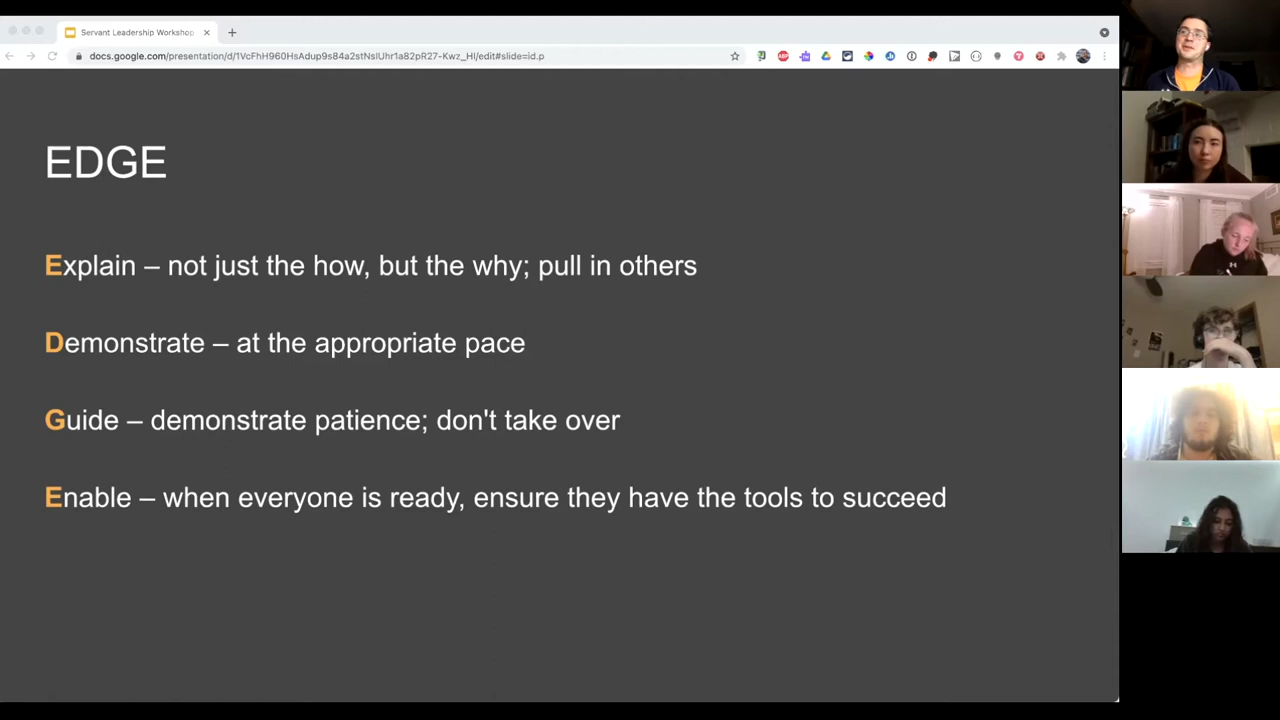 Servant Leadership Workshop
docs.google.com/presentation/d/1VcFhH960HsAdup9s84a2stNslUhr1a82pR27-Kwz_HI/edit#slide=id.p
EDGE
Explain – not just the how, but the why; pull in others
Demonstrate – at the appropriate pace
Guide – demonstrate patience; don't take over
Enable – when everyone is ready, ensure they have the tools to succeed